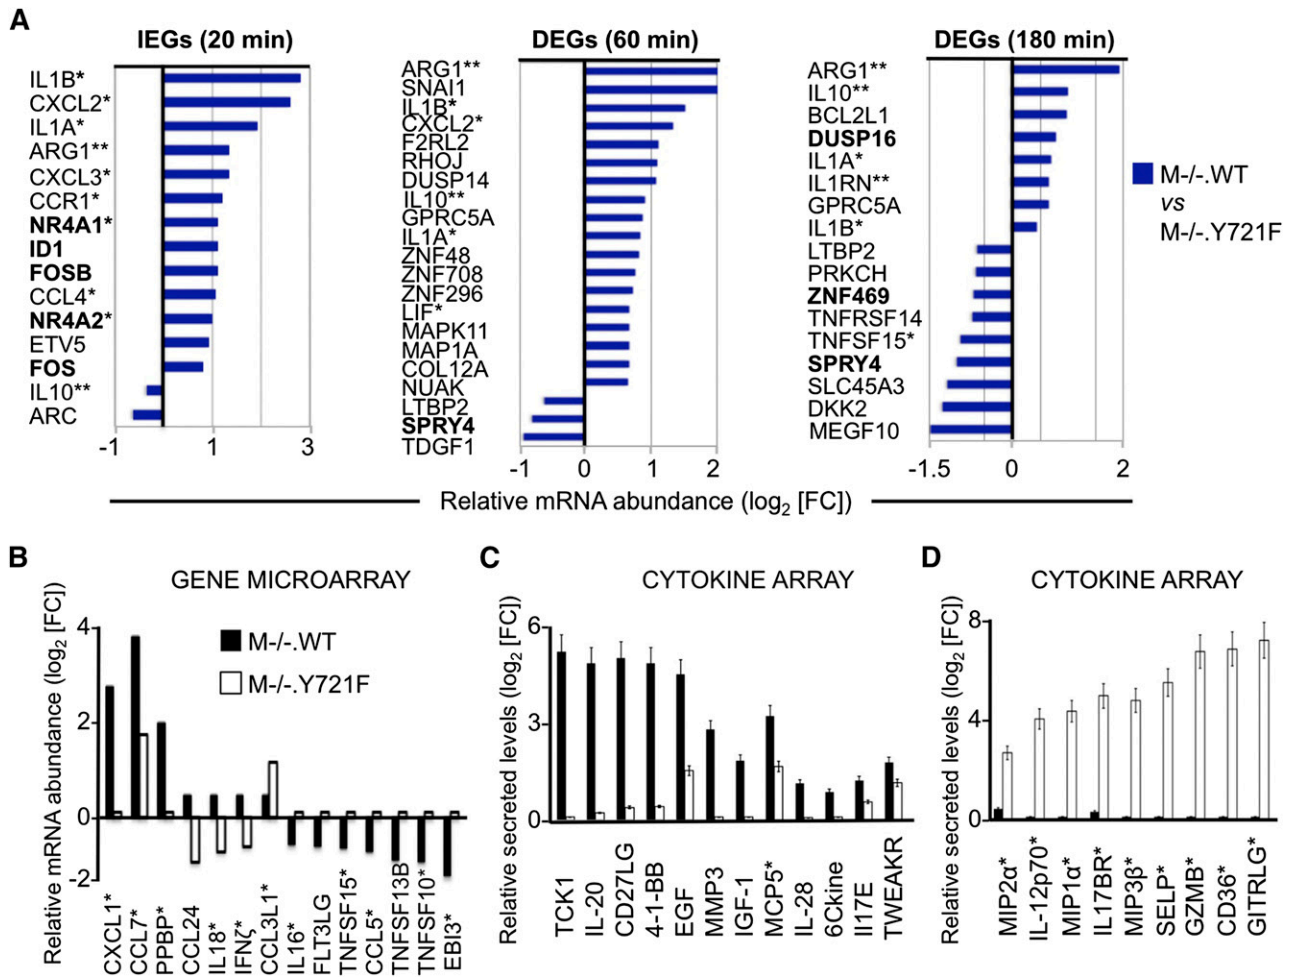 A
IEGs (20 min)
IL1B*
CXCL2*
IL1A*
ARG1**
CXCL3*
CCR1*
NR4A1*
ID1
FOSB
CCL4*
NR4A2*
ETV5
FOS
IL10**
ARC
-1
1
3
DEGs (60 min)
ARG1**
SNAI1
IL1B*
CXCL2*
F2RL2
RHOJ
DUSP14
IL10**
GPRC5A
IL1A*
ZNF48
ZNF708
ZNF296
LIF*
MAPK11
MAP1A
COL12A
NUAK
LTBP2
SPRY4
TDGF1
-1
0
1
2
DEGs (180 min)
ARG1**
IL10**
BCL2L1
DUSP16
IL1A*
IL1RN**
GPRC5A
IL1B*
LTBP2
PRKCH
ZNF469
TNFRSF14
TNFSF15*
SPRY4
SLC45A3
DKK2
MEGF10
-1.5
0
2
M-/-.WT
vs
M-/-.Y721F
Relative mRNA abundance (log2 [FC])
B
GENE MICROARRAY
Relative mRNA abundance (log2 [FC])
4
2
0
-2
M-/-.WT
M-/-.Y721F
CXCL1*
CCL7*
PPBP*
CCL24
IL18*
IFNζ*
CCL3L1*
IL16*
FLT3LG
TNFSF15*
CCL5*
TNFSF13B
TNFSF10*
EBI3*
C
CYTOKINE ARRAY
Relative secreted levels (log2 [FC])
6
3
0
TCK1
IL-20
CD27LG
4-1-BB
EGF
MMP3
IGF-1
MCP5*
IL-28
6Ckine
Il17E
TWEAKR
D
CYTOKINE ARRAY
Relative secreted levels (log2 [FC])
8
4
0
MIP2α*
IL-12p70*
MIP1α*
IL17BR*
MIP3β*
SELP*
GZMB*
CD36*
GITRLG*